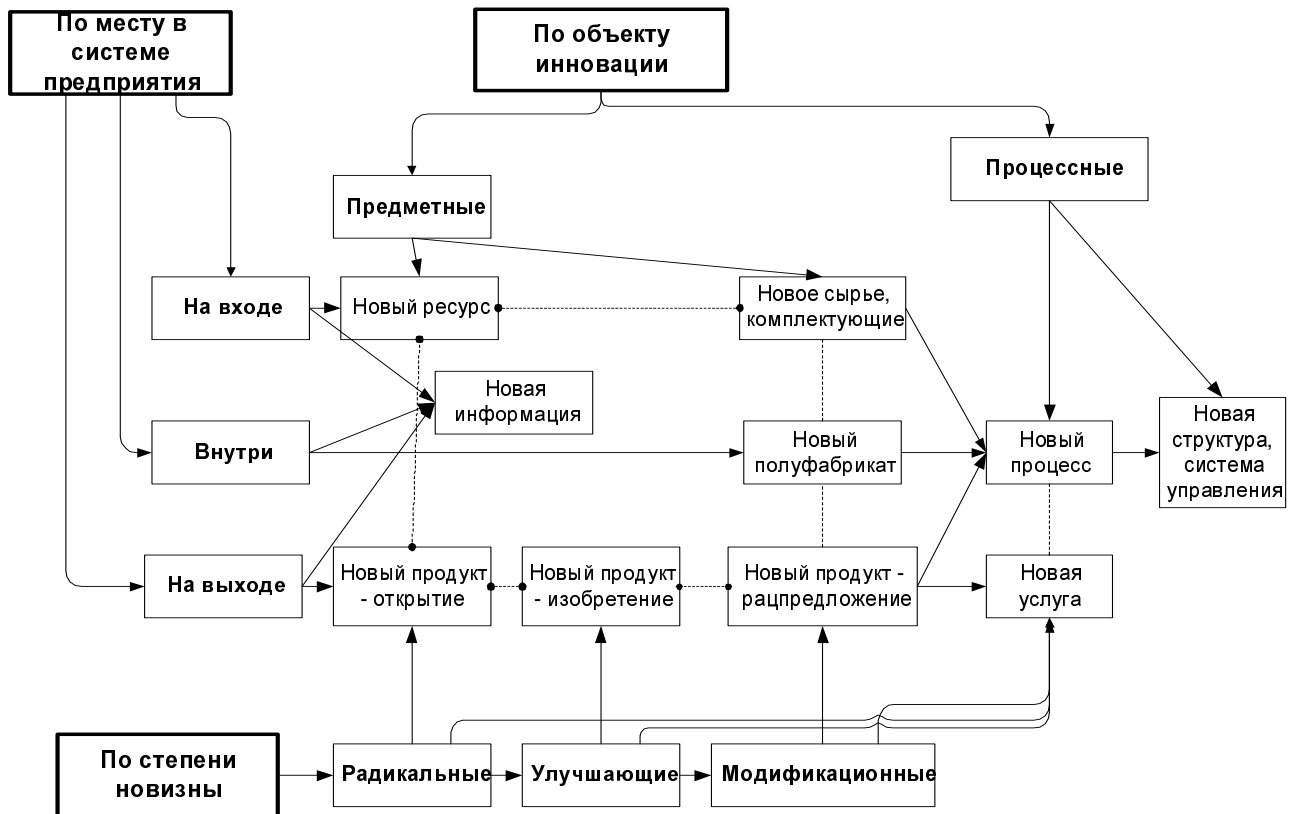 По месту в
системе
предприятия
По объекту
инновации
Процессные
Предметные
На входе
Новый ресурс
Новое сырье,
комплектующие
Новая
информация
Внутри
Новый
полуфабрикат
Новый
процесс
Новая
структура,
система
управления
На выходе
Новый продукт
- открытие
Новый продукт
- изобретение
Новый продукт -
рацпредложение
Новая
услуга
По степени
новизны
Радикальные
Улучшающие
Модификационные